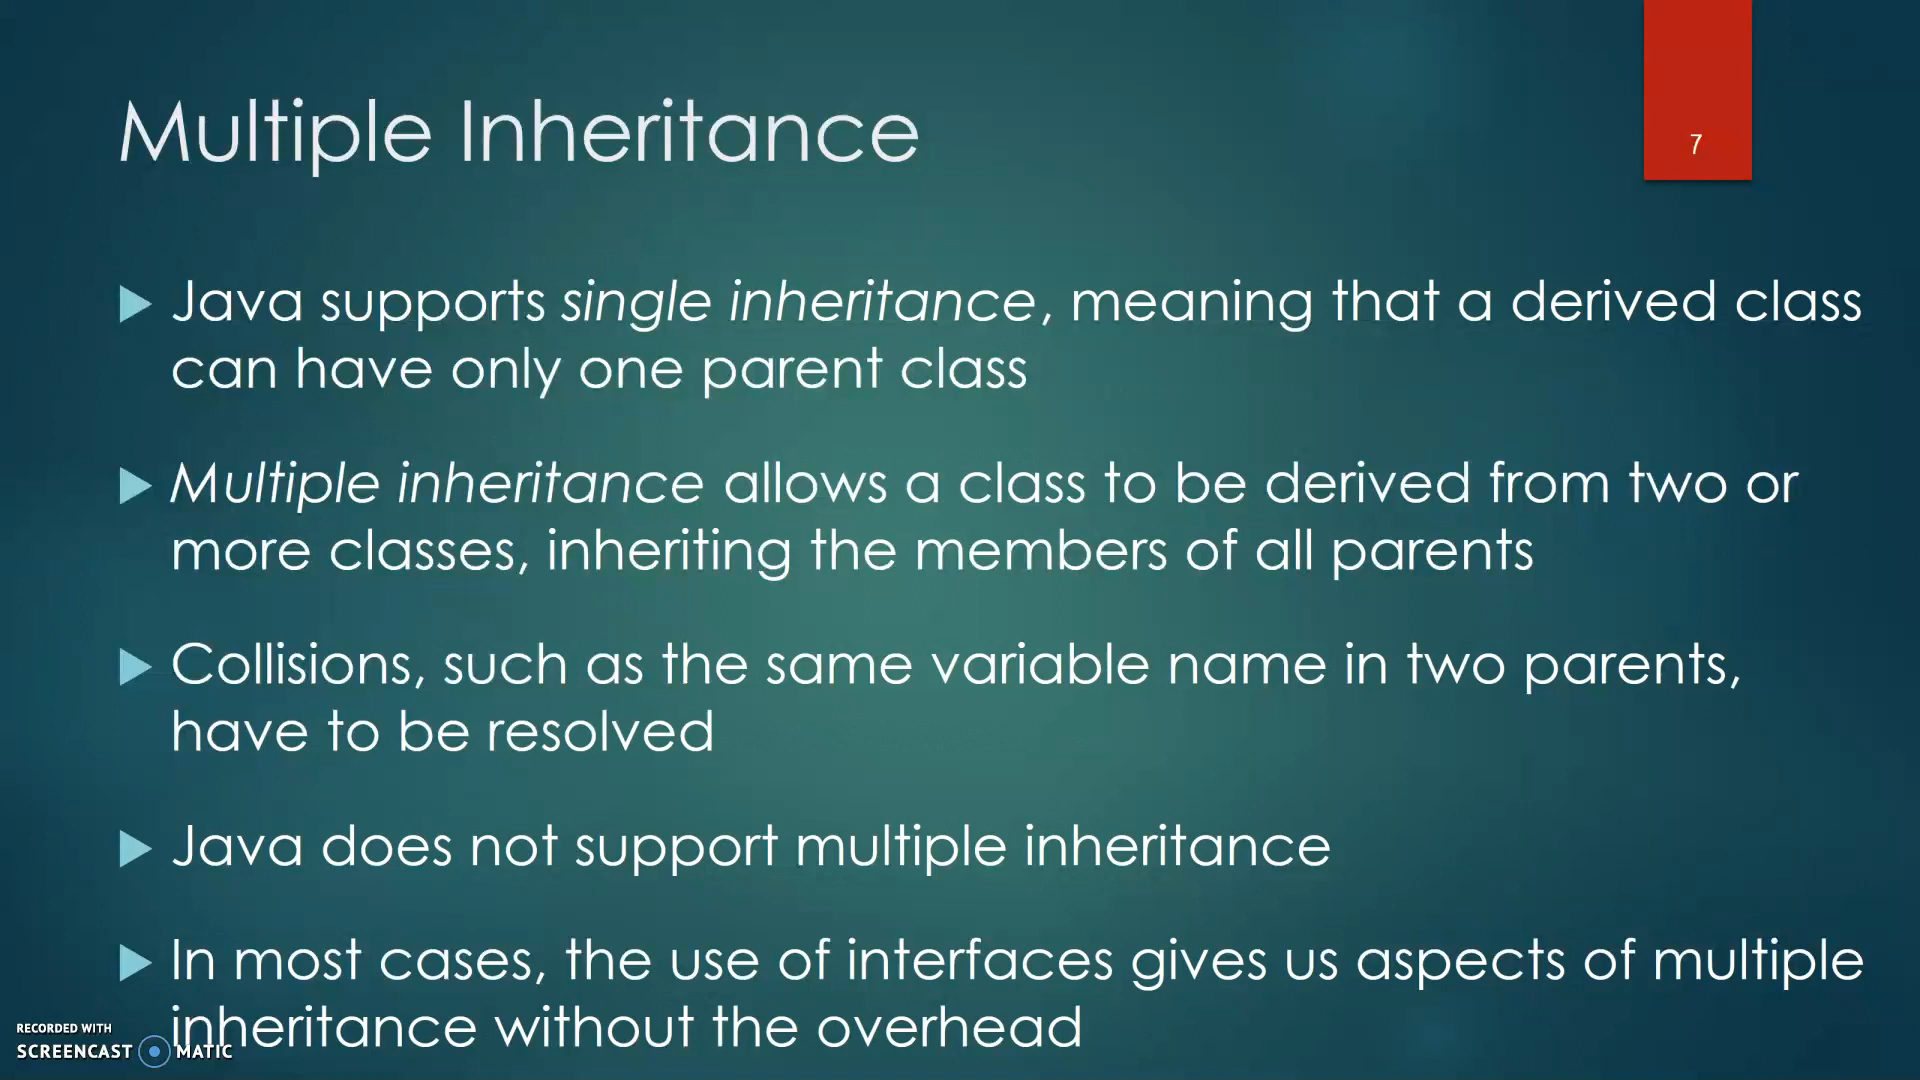 Multiple Inheritance
7
Java supports single inheritance, meaning that a derived class
can have only one parent class
Multiple inheritance allows a class to be derived from two or
more classes, inheriting the members of all parents
Collisions, such as the same variable name in two parents,
have to be resolved
Java does not support multiple inheritance
In most cases, the use of interfaces gives us aspects of multiple
inheritance without the overhead
RECORDED WITH
SCREENCAST MATIC